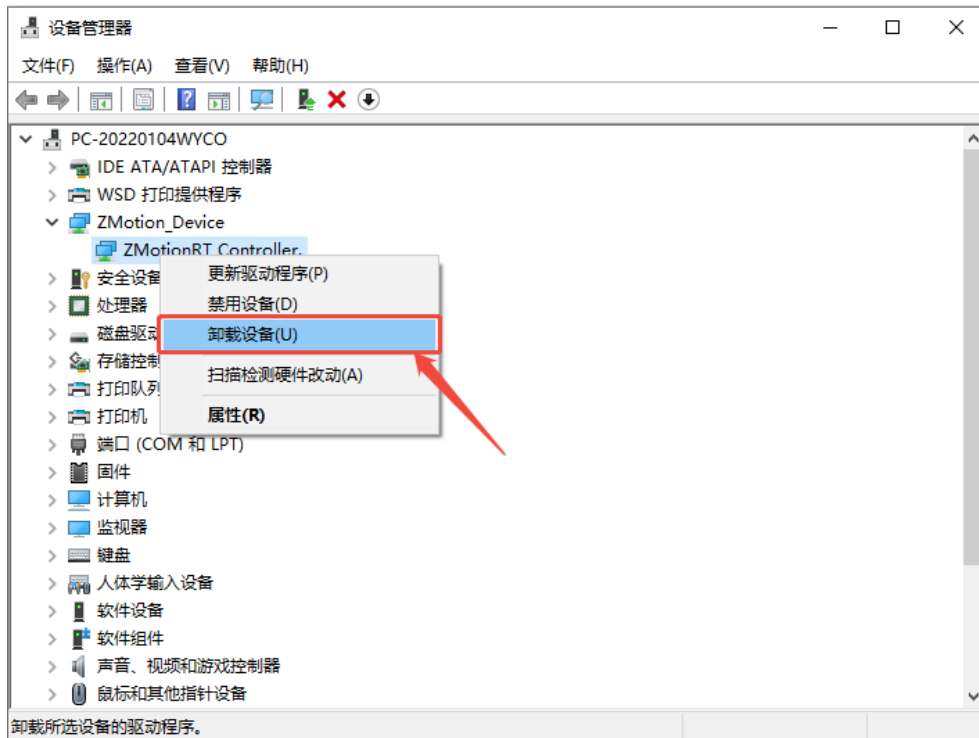 设备管理器
文件(F) 操作(A) 查看(V) 帮助(H)
PC-20220104WYCO
IDE ATA/ATAPI 控制器
WSD 打印提供程序
ZMotion_Device
ZMotionRT Controller.
安全设备
更新驱动程序(P)
处理器
禁用设备(D)
磁盘驱动
卸载设备(U)
存储控制
扫描检测硬件改动(A)
打印队列
打印机
属性(R)
端口 (COM 和 LPT)
固件
计算机
监视器
键盘
人体学输入设备
软件设备
软件组件
声音、视频和游戏控制器
鼠标和其他指针设备
卸载所选设备的驱动程序。